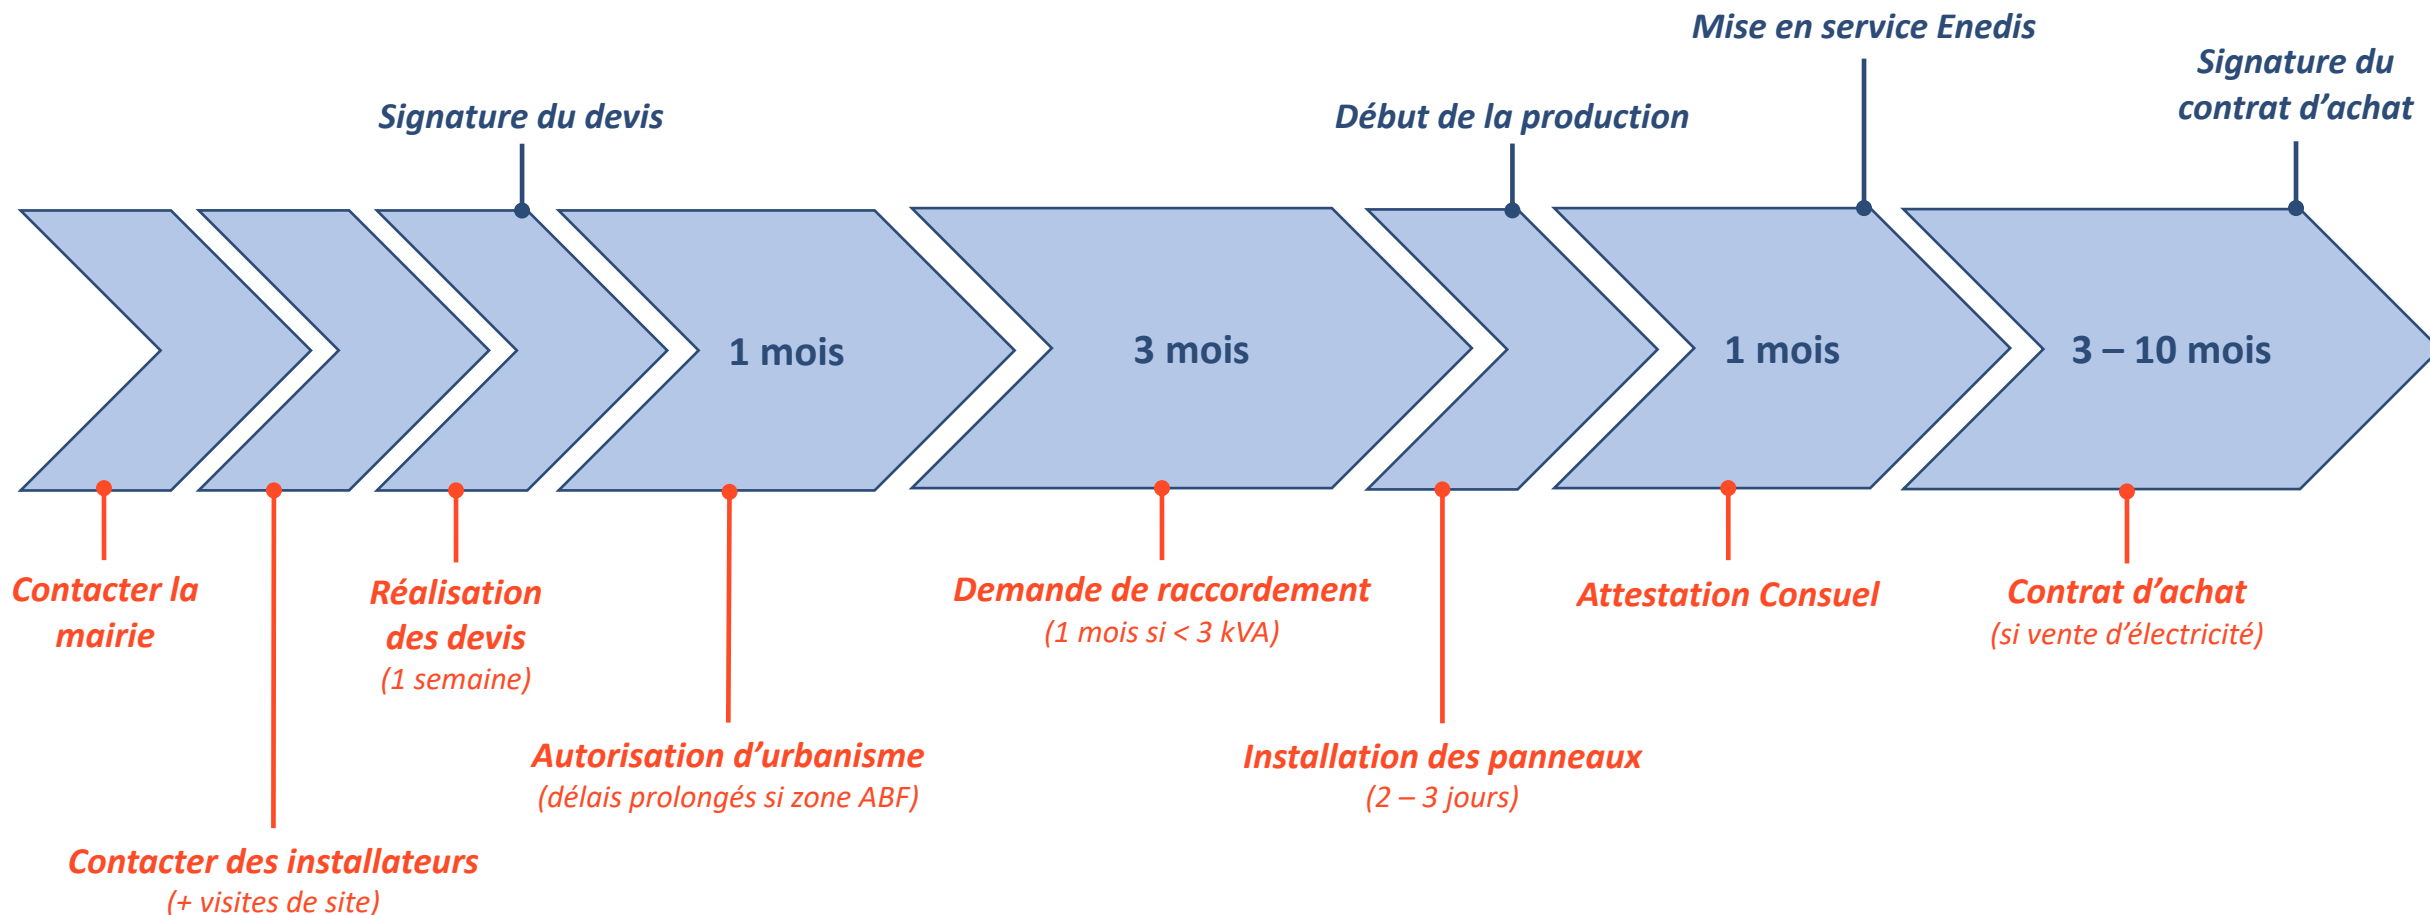 Mise en service Enedis
Signature du
contrat d’achat
Signature du devis
Début de la production
1 mois
3 mois
1 mois
3 – 10 mois
Contacter la
mairie
Contacter des installateurs
(+ visites de site)
Réalisation
des devis
(1 semaine)
Autorisation d’urbanisme
(délais prolongés si zone ABF)
Demande de raccordement
(1 mois si < 3 kVA)
Installation des panneaux
(2 – 3 jours)
Attestation Consuel
Contrat d’achat
(si vente d’électricité)